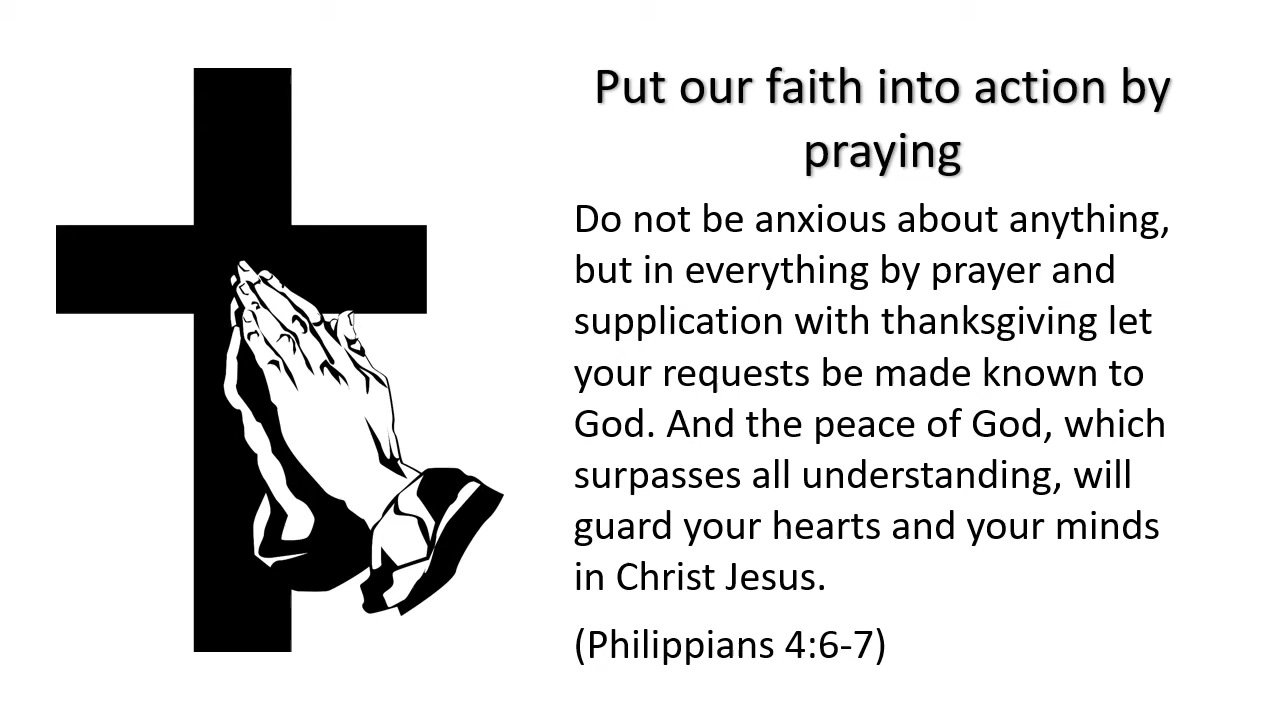 Put our faith into action by
praying
Do not be anxious about anything,
but in everything by prayer and
supplication with thanksgiving let
your requests be made known to
God. And the peace of God, which
surpasses all understanding, will
guard your hearts and your minds
in Christ Jesus.
(Philippians 4:6-7)